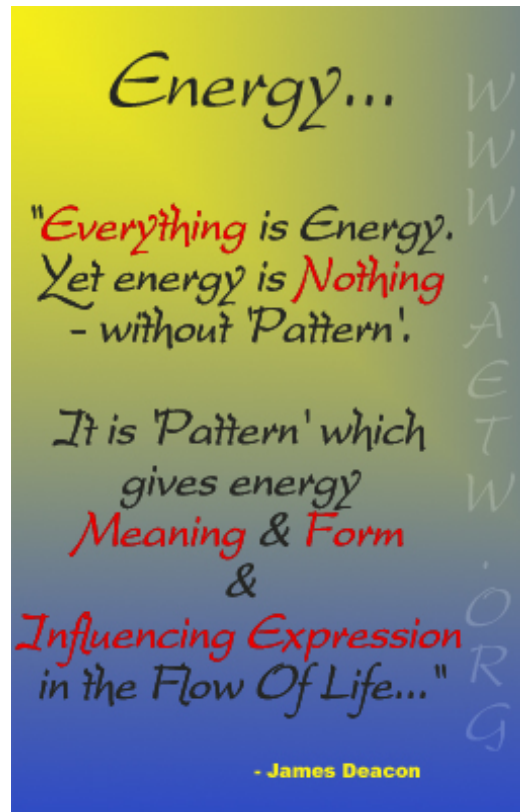 Energy...
"Everything is Energy.
Yet energy is Nothing
- without 'Pattern'.
It is 'Pattern' which
gives energy
Meaning & Form
&
Influencing Expression
in the Flow Of Life..."
- James Deacon
WWW.AETW.ORG